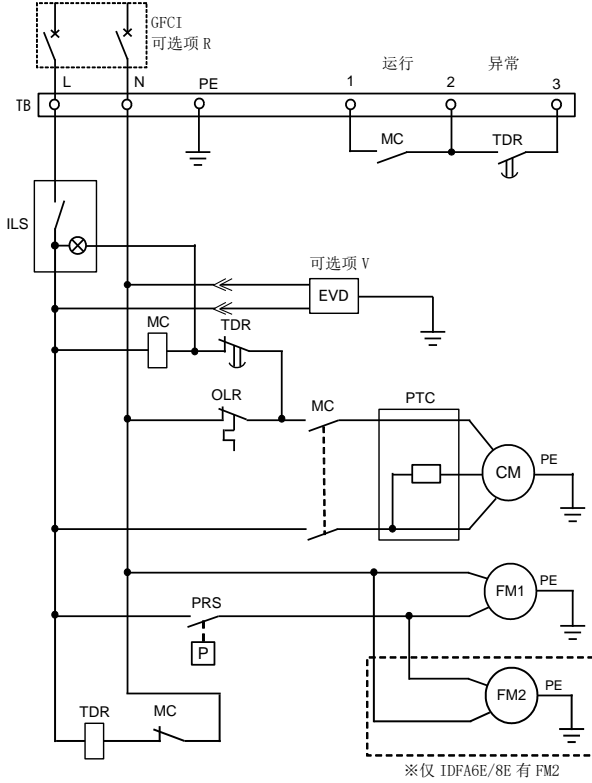 GFCI
可选项 R
L N PE 1 运行 2 异常 3
TB
MC TDR
ILS
可选项 V
EVD
MC TDR
OLR MC PTC
CM PE
PRS FM1 PE
P
FM2 PE
TDR MC
※仅 IDFA6E/8E 有 FM2